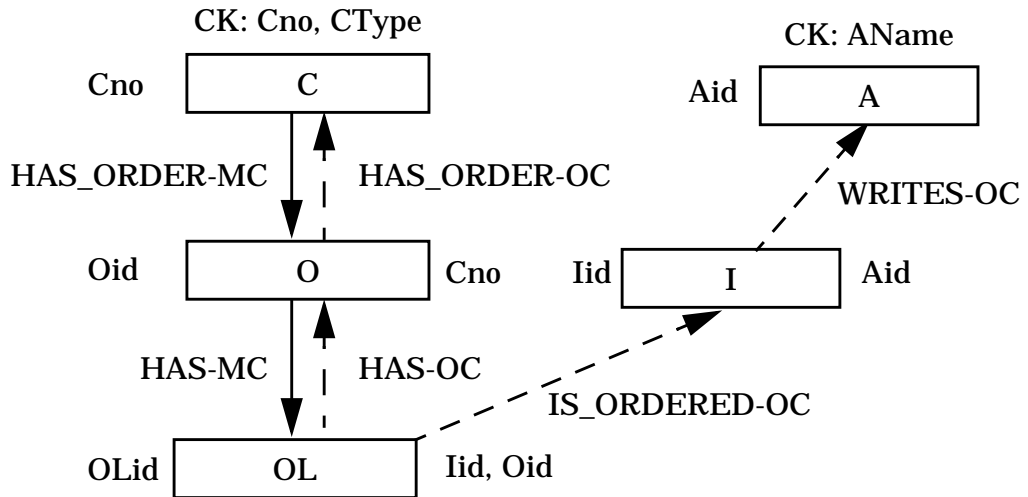 CK: Cno, CType
CK: AName
Cno
C
Aid
A
HAS_ORDER-MC
HAS_ORDER-OC
WRITES-OC
Oid
O
Cno
Iid
I
Aid
HAS-MC
HAS-OC
IS_ORDERED-OC
OLid
OL
Iid, Oid